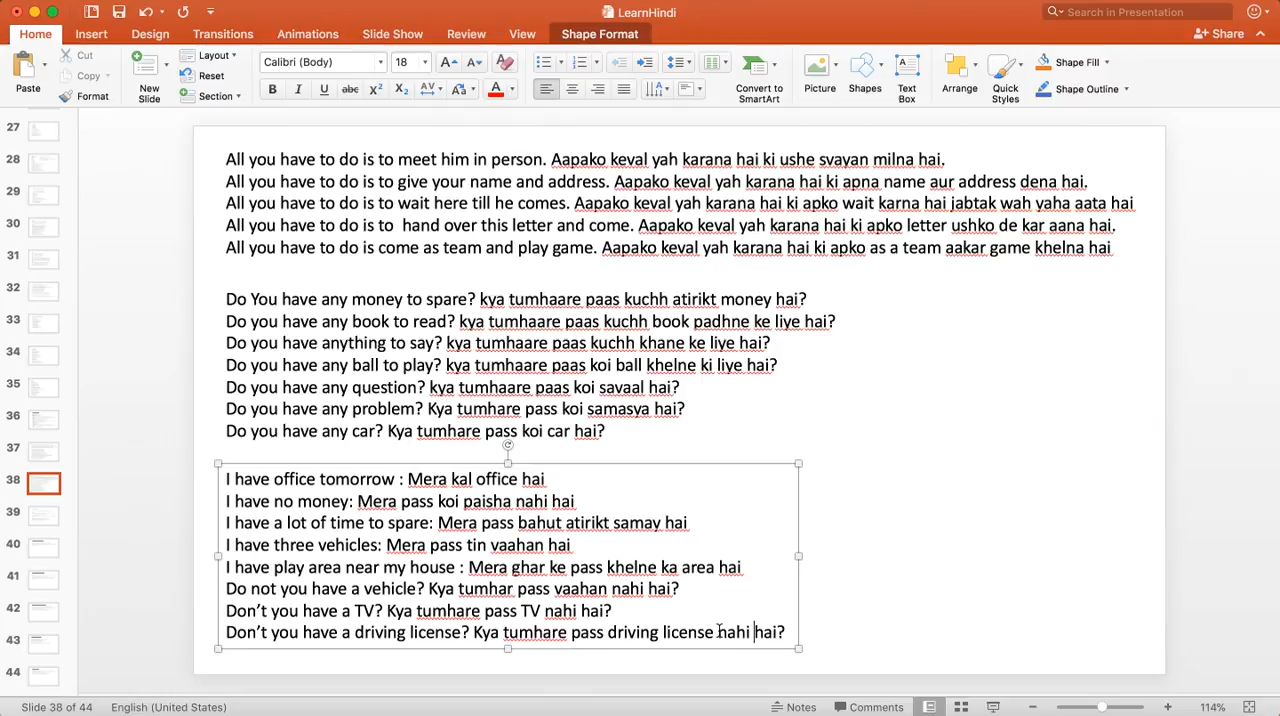 LearnHindi
Search in Presentation
Home Insert Design Transitions Animations Slide Show Review View Shape Format Share
Paste
Cut
Copy
Format
New Slide
Layout
Reset
Section
Calibri (Body) 18
Convert to SmartArt
Picture
Shapes
Text Box
Arrange
Quick Styles
Shape Fill
Shape Outline
27
28
29
30
31
32
33
34
35
36
37
38
39
40
41
42
43
44
All you have to do is to meet him in person. Aapako keval yah karana hai ki ushe svayan milna hai.
All you have to do is to give your name and address. Aapako keval yah karana hai ki apna name aur address dena hai.
All you have to do is to wait here till he comes. Aapako keval yah karana hai ki apko wait karna hai jabtak wah yaha aata hai
All you have to do is to hand over this letter and come. Aapako keval yah karana hai ki apko letter ushko de kar aana hai.
All you have to do is come as team and play game. Aapako keval yah karana hai ki apko as a team aakar game khelna hai
Do You have any money to spare? kya tumhaare paas kuchh atirikt money hai?
Do you have any book to read? kya tumhaare paas kuchh book padhne ke liye hai?
Do you have anything to say? kya tumhaare paas kuchh khane ke liye hai?
Do you have any ball to play? kya tumhaare paas koi ball khelne ki liye hai?
Do you have any question? kya tumhaare paas koi savaal hai?
Do you have any problem? Kya tumhare pass koi samasya hai?
Do you have any car? Kya tumhare pass koi car hai?
I have office tomorrow : Mera kal office hai
I have no money: Mera pass koi paisha nahi hai
I have a lot of time to spare: Mera pass bahut atirikt samay hai
I have three vehicles: Mera pass tin vaahan hai
I have play area near my house : Mera ghar ke pass khelne ka area hai
Do not you have a vehicle? Kya tumhar pass vaahan nahi hai?
Don't you have a TV? Kya tumhare pass TV nahi hai?
Don't you have a driving license? Kya tumhare pass driving license nahi hai?
Slide 38 of 44 English (United States) Notes Comments 114%